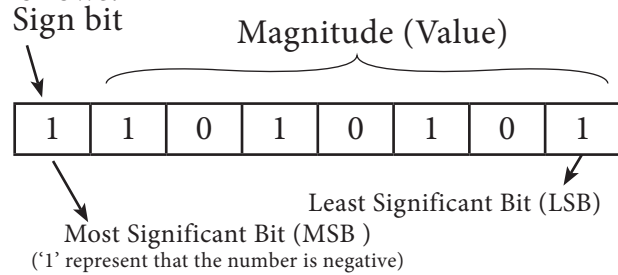 Sign bit
Magnitude (Value)
1 1 0 1 0 1 0 1
Least Significant Bit (LSB)
Most Significant Bit (MSB )
(‘1’ represent that the number is negative)